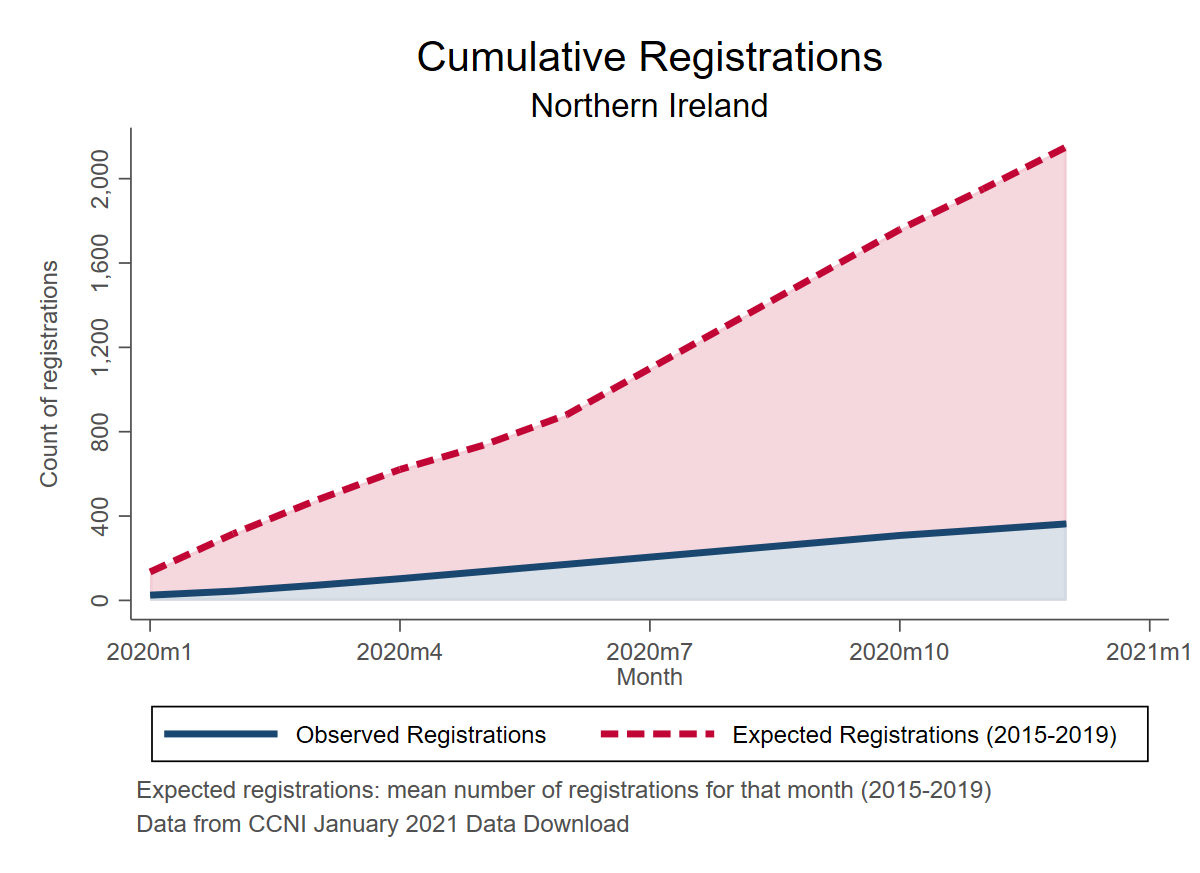 Cumulative Registrations
Northern Ireland
Count of registrations
2,000
1,600
1,200
800
400
0
2020m1 2020m4 2020m7 2020m10 2021m1
Month
Observed Registrations Expected Registrations (2015-2019)
Expected registrations: mean number of registrations for that month (2015-2019)
Data from CCNI January 2021 Data Download